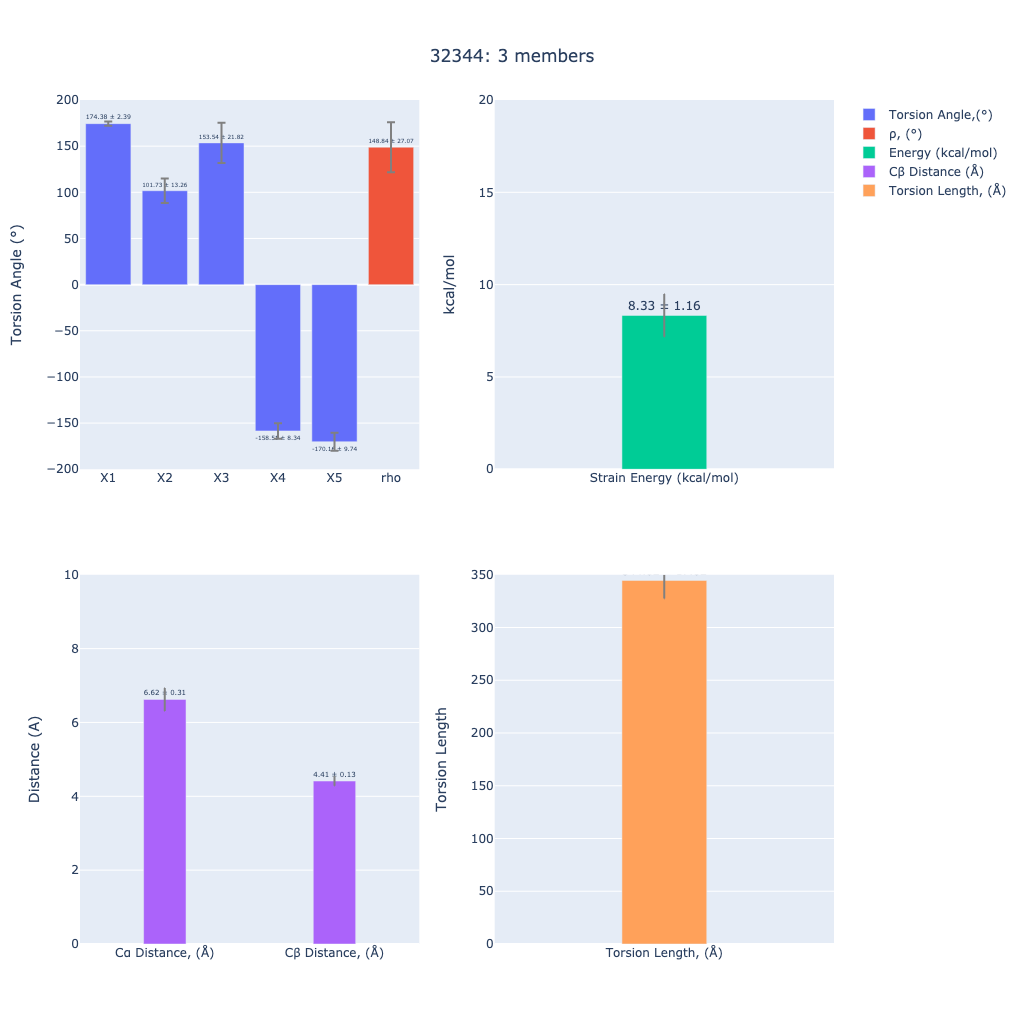 32344: 3 members
Torsion Angle (°)
200
150
100
50
0
−50
−100
−150
−200
174.38 ± 2.39
101.73 ± 13.26
153.54 ± 21.82
± 8.34
± 9.74
148.84 ± 27.07
X1 X2 X3 X4 X5 rho
kcal/mol
20
15
10
5
0
8.33 ± 1.16
Strain Energy (kcal/mol)
Torsion Angle,(°)
ρ, (°)
Energy (kcal/mol)
Cβ Distance (Å)
Torsion Length, (Å)
Distance (A)
10
8
6
4
2
0
6.62 ± 0.31
4.41 ± 0.13
Cα Distance, (Å) Cβ Distance, (Å)
Torsion Length
350
300
250
200
150
100
50
0
Torsion Length, (Å)